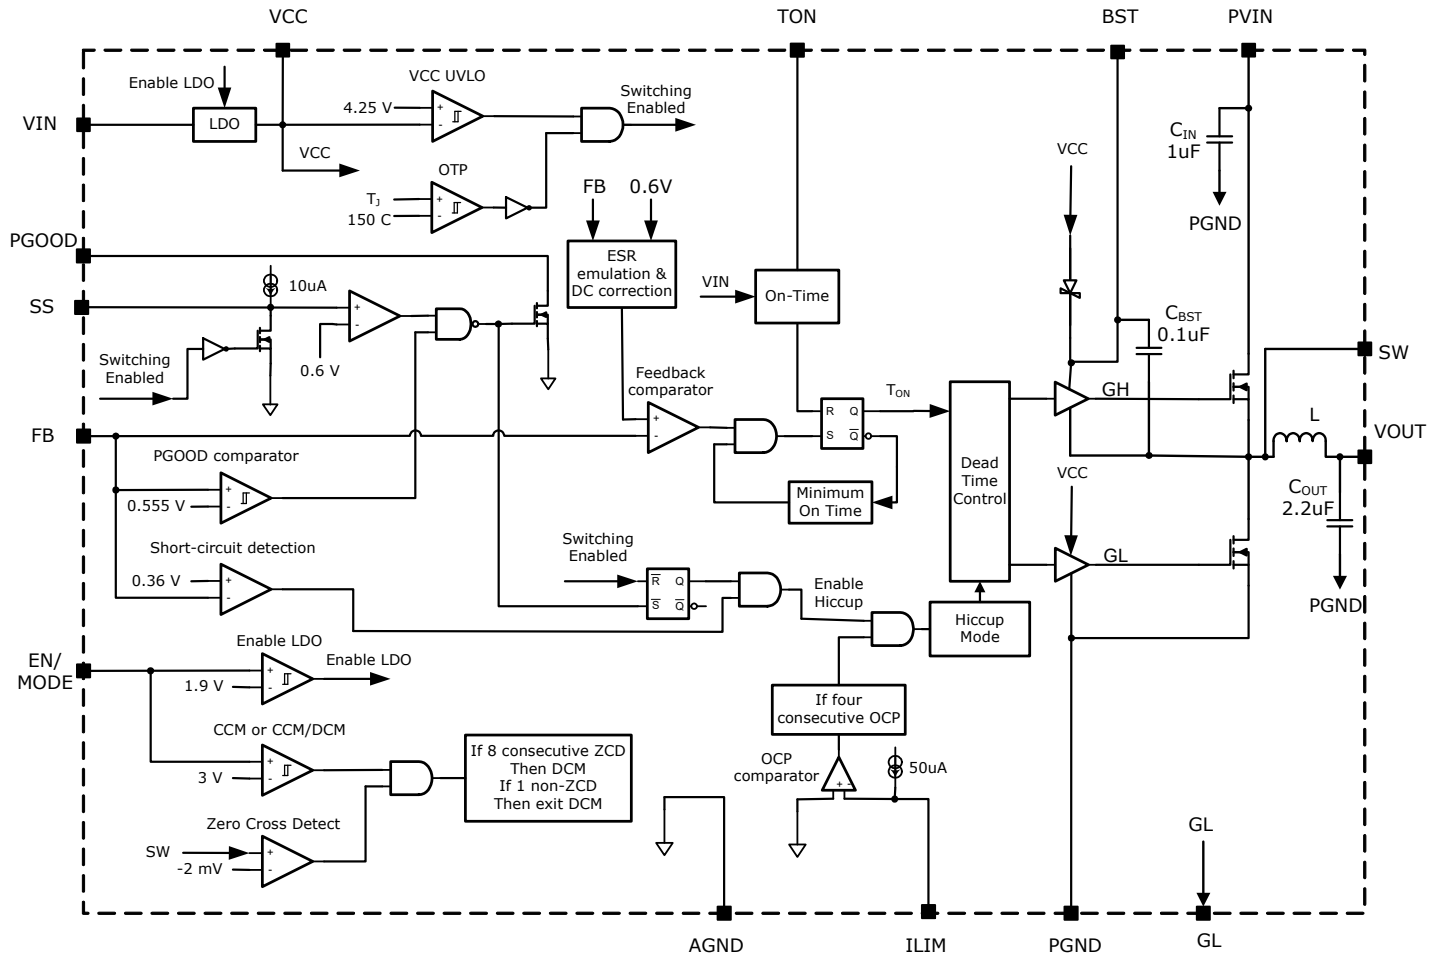 VCC
TON
BST
PVIN
Enable LDO
VCC UVLO
4.25 V
+
-
Switching
Enabled
VIN
LDO
VCC
OTP
TJ
150 C
+
-
FB
0.6V
VCC
CIN
1uF
PGND
PGOOD
ESR
emulation &
DC correction
VIN
On-Time
10uA
SS
+
-
0.6 V
Switching
Enabled
CBST
0.1uF
SW
Feedback
comparator
TON
GH
+
-
R
Q
S
Q
FB
L
VOUT
PGOOD comparator
+
-
0.555 V
Minimum
On Time
Dead
Time
Control
VCC
COUT
2.2uF
Short-circuit detection
0.36 V
+
-
Switching
Enabled
R
Q
S
Q
Enable
Hiccup
GL
PGND
Hiccup
Mode
EN/
MODE
Enable LDO
+
-
1.9 V
Enable LDO
If four
consecutive OCP
CCM or CCM/DCM
+
-
3 V
If 8 consecutive ZCD
Then DCM
If 1 non-ZCD
Then exit DCM
OCP
comparator
+
-
50uA
Zero Cross Detect
SW
-2 mV
+
-
GL
AGND
ILIM
PGND
GL